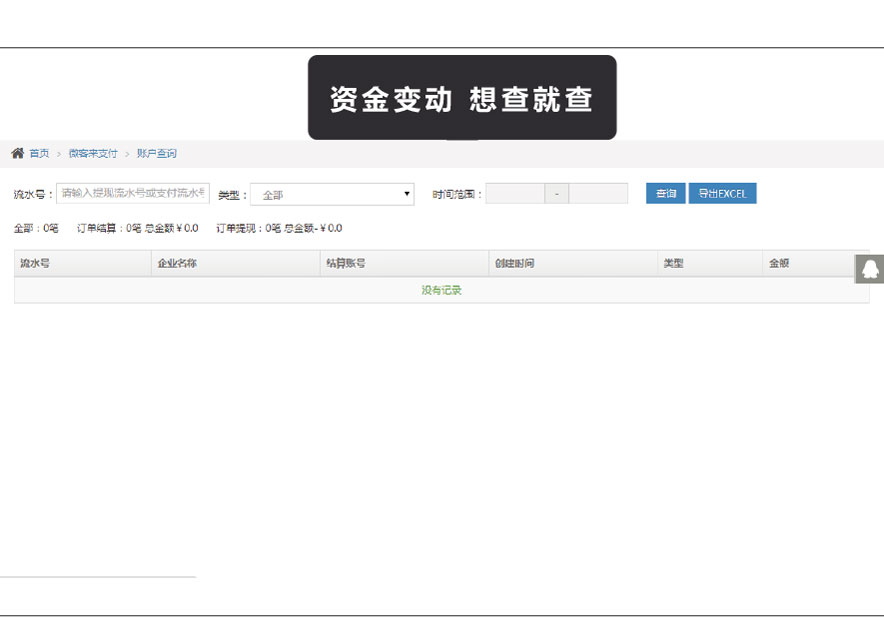 资金变动 想查就查
首页 > 微客来支付 > 账户查询
流水号： 请输入提现流水号或支付流水号 类型： 全部 时间范围： - 查询 导出EXCEL
全部：0笔 订单结算：0笔 总金额￥0.0 订单提现：0笔 总金额-￥0.0
流水号 企业名称 结算账号 创建时间 类型 金额
没有记录